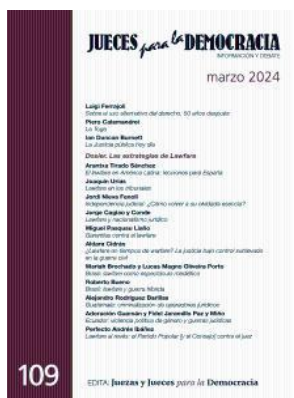 JUECES para la DEMOCRACIA
INFORMACIÓN Y DEBATE
marzo 2024
Luigi Ferrajoli
Sobre el uso alternativo del derecho, 50 años después
Piero Calamandrei
La Toga
Ian Duncan Burnett
La Justicia pública hoy día
Dosier: Las estrategias de Lawfare
Arantxa Tirado Sánchez
El lawfare en América Latina: lecciones para España
Joaquín Urías
Lawfare en los tribunales
Jordi Nieva Fenoll
Independencia judicial: ¿Cómo volver a su olvidada esencia?
Jorge Cagiao y Conde
Lawfare y nacionalismo jurídico
Miguel Pasquau Liaño
Garantías contra el lawfare
Aldara Cidrás
¿Lawfare en tiempos de warfare? La justicia bajo control sublevado
en la guerra civil
Mariah Brochado y Lucas Magno Oliveira Porto
Brasil: lawfare como espectáculo mediático
Roberto Bueno
Brasil: lawfare y guerra híbrida
Alejandro Rodríguez Barillas
Guatemala: criminalización de operadores jurídicos
Adoración Guamán y Fidel Jaramillo Paz y Miño
Ecuador: violencia política de género y guerras jurídicas
Perfecto Andrés Ibáñez
Lawfare al revés: el Partido Popular (y el Consejo) contra el juez
109
EDITA: Juezas y Jueces para la Democracia